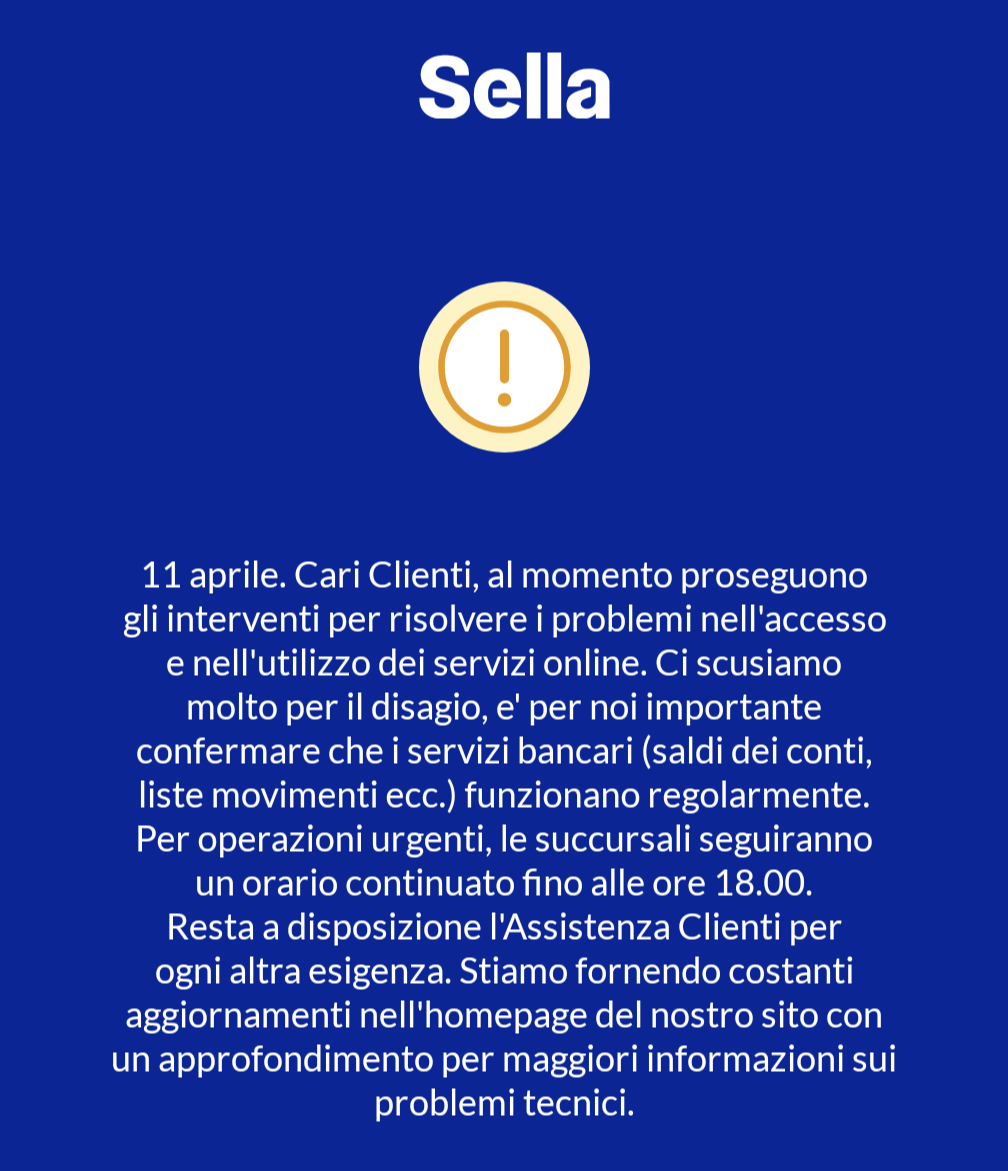 Sella
11 aprile. Cari Clienti, al momento proseguono
gli interventi per risolvere i problemi nell'accesso
e nell'utilizzo dei servizi online. Ci scusiamo
molto per il disagio, e' per noi importante
confermare che i servizi bancari (saldi dei conti,
liste movimenti ecc.) funzionano regolarmente.
Per operazioni urgenti, le succursali seguiranno
un orario continuato fino alle ore 18.00.
Resta a disposizione l'Assistenza Clienti per
ogni altra esigenza. Stiamo fornendo costanti
aggiornamenti nell'homepage del nostro sito con
un approfondimento per maggiori informazioni sui
problemi tecnici.